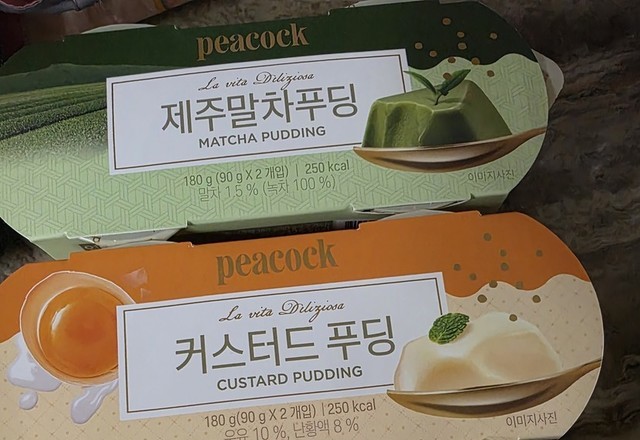 peacock
La vita Deliziosa
제주말차푸딩
MATCHA PUDDING
180 g (90 g X 2 개입) | 250 kcal
말차 1.5 % (녹차 100 %)
이미지사진
peacock
La vita Deliziosa
커스터드 푸딩
CUSTARD PUDDING
180 g (90 g X 2 개입) | 250 kcal
우유 10 %, 난황액 8 %
이미지사진